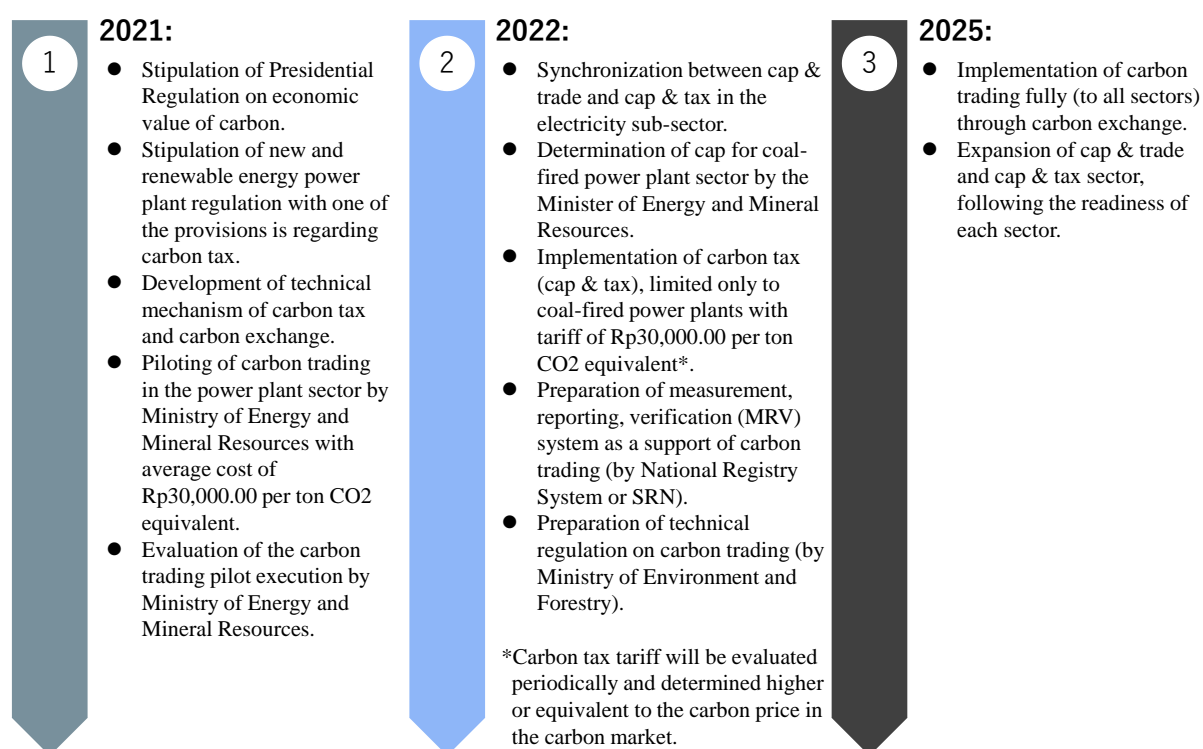 1
2021:
● Stipulation of Presidential
Regulation on economic
value of carbon.
● Stipulation of new and
renewable energy power
plant regulation with one of
the provisions is regarding
carbon tax.
● Development of technical
mechanism of carbon tax
and carbon exchange.
● Piloting of carbon trading
in the power plant sector by
Ministry of Energy and
Mineral Resources with
average cost of
Rp30,000.00 per ton CO2
equivalent.
● Evaluation of the carbon
trading pilot execution by
Ministry of Energy and
Mineral Resources.
2
2022:
● Synchronization between cap &
trade and cap & tax in the
electricity sub-sector.
● Determination of cap for coal-
fired power plant sector by the
Minister of Energy and Mineral
Resources.
● Implementation of carbon tax
(cap & tax), limited only to
coal-fired power plants with
tariff of Rp30,000.00 per ton
CO2 equivalent*.
● Preparation of measurement,
reporting, verification (MRV)
system as a support of carbon
trading (by National Registry
System or SRN).
● Preparation of technical
regulation on carbon trading (by
Ministry of Environment and
Forestry).
*Carbon tax tariff will be evaluated
periodically and determined higher
or equivalent to the carbon price in
the carbon market.
3
2025:
● Implementation of carbon
trading fully (to all sectors)
through carbon exchange.
● Expansion of cap & trade
and cap & tax sector,
following the readiness of
each sector.